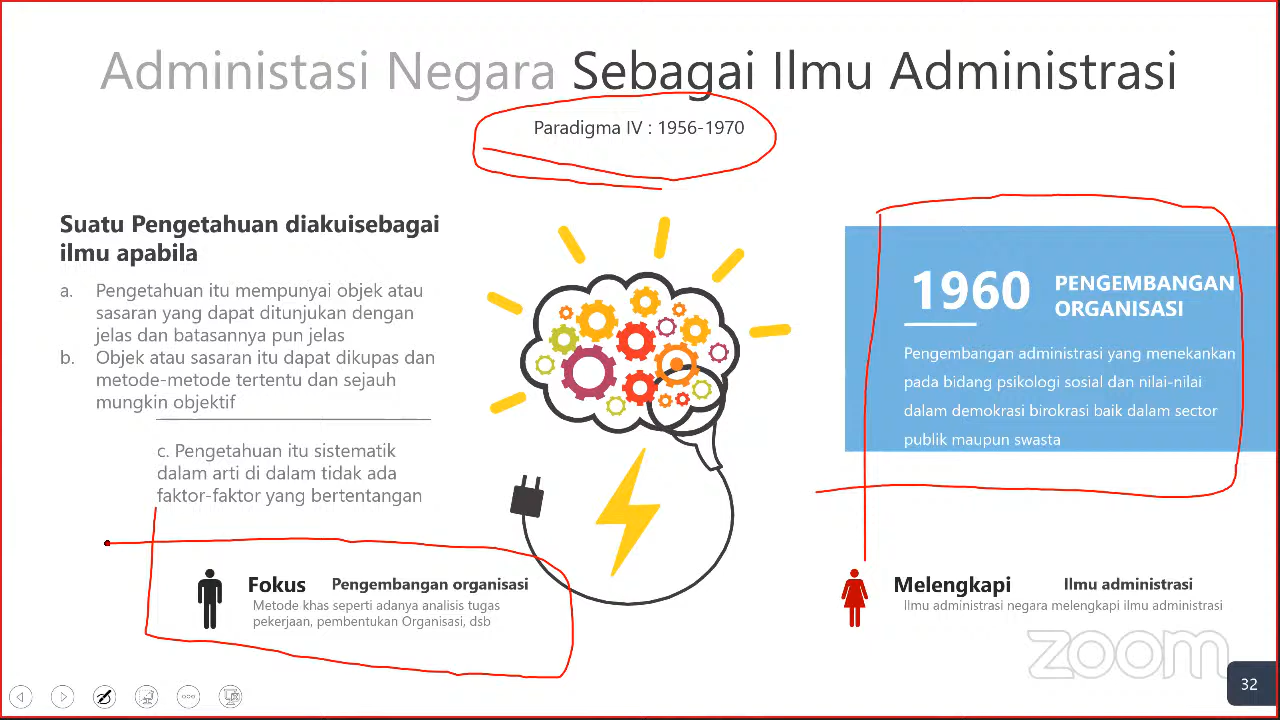 Administasi Negara Sebagai Ilmu Administrasi
Paradigma IV : 1956-1970
Suatu Pengetahuan diakuisebagai
ilmu apabila
a. Pengetahuan itu mempunyai objek atau
sasaran yang dapat ditunjukan dengan
jelas dan batasannya pun jelas
b. Objek atau sasaran itu dapat dikupas dan
metode-metode tertentu dan sejauh
mungkin objektif
c. Pengetahuan itu sistematik
dalam arti di dalam tidak ada
faktor-faktor yang bertentangan
Fokus Pengembangan organisasi
Metode khas seperti adanya analisis tugas
pekerjaan, pembentukan Organisasi, dsb
1960 PENGEMBANGAN
ORGANISASI
Pengembangan administrasi yang menekankan
pada bidang psikologi sosial dan nilai-nilai
dalam demokrasi birokrasi baik dalam sector
publik maupun swasta
Melengkapi Ilmu administrasi
Ilmu administrasi negara melengkapi ilmu administrasi
zoom
32